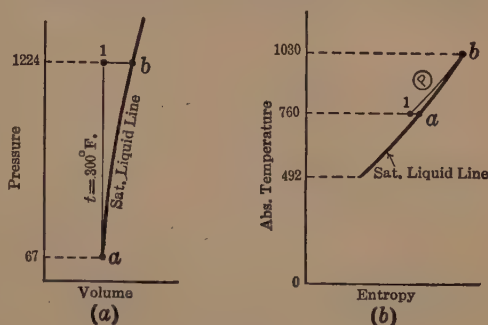 1224
67
Pressure
1
b
a
t=300°F.
Sat. Liquid Line
Volume
(a)
1030
760
492
0
Abs. Temperature
b
P
1
a
Sat. Liquid Line
Entropy
(b)